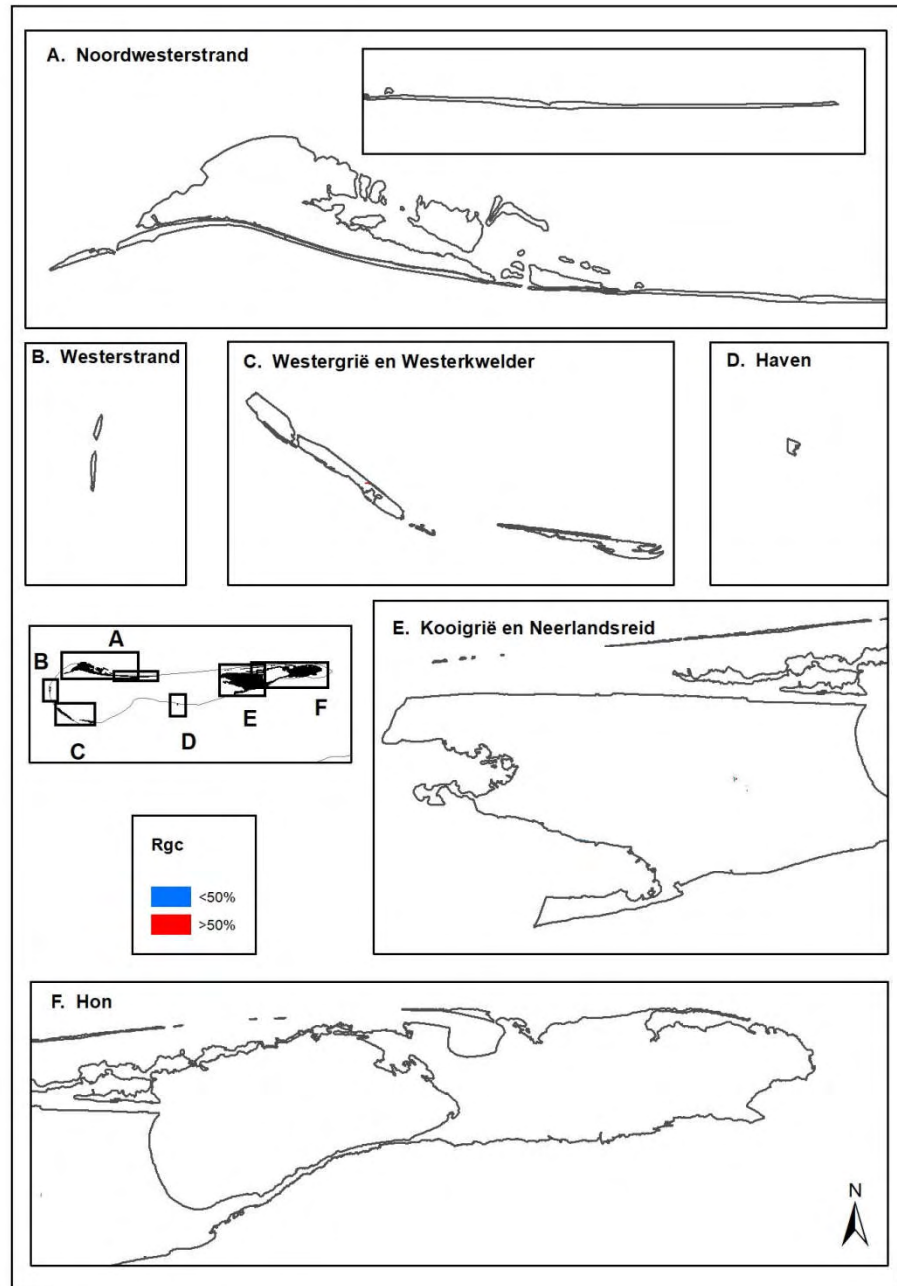 A. Noordwesterstrand
B. Westerstrand
C. Westergrië en Westerkwelder
D. Haven
A
B
C
D
E
F
E. Kooigrië en Neerlandsreid
Rgc
<50%
>50%
F. Hon
N